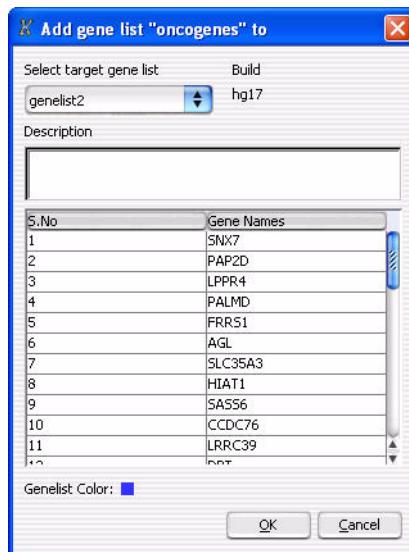 Add gene list "oncogenes" to
Select target gene list Build
genelist2 hg17
Description
S.No Gene Names
1 SNX7
2 PAP2D
3 LPPR4
4 PALMD
5 FRRS1
6 AGL
7 SLC35A3
8 HIAT1
9 SASS6
10 CCDC76
11 LRRC39
12 DBT
Genelist Color:
OK Cancel